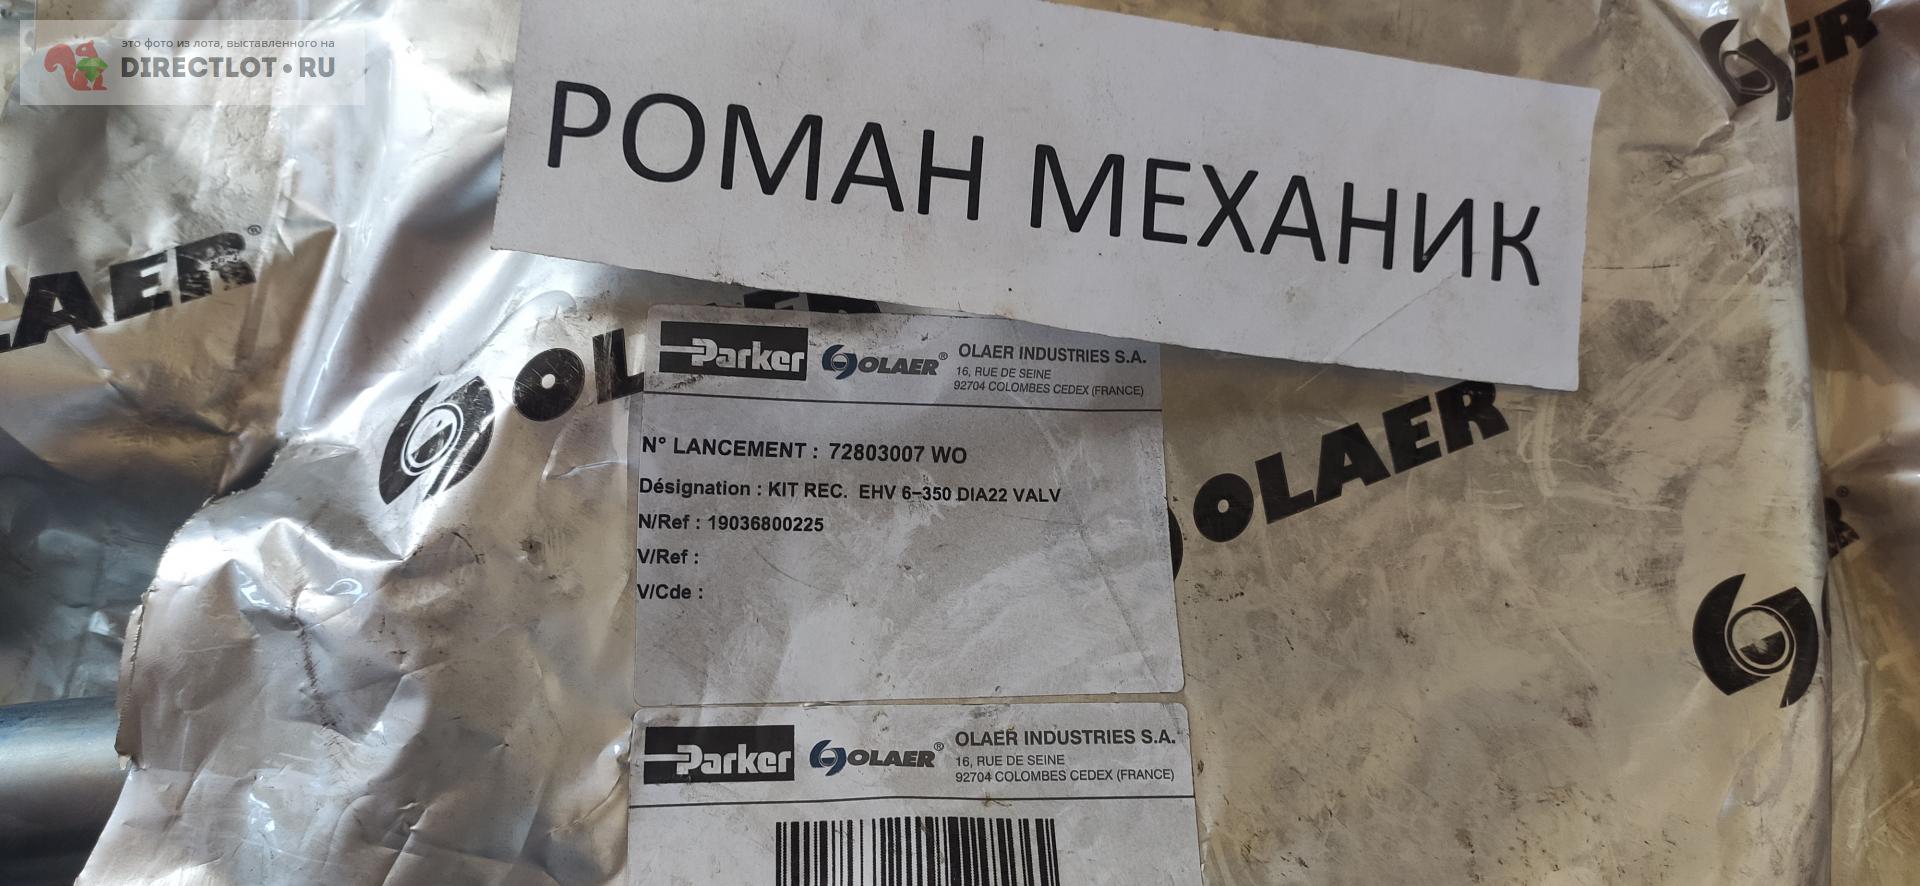 это фото из лота, выставленного на
DIRECTLOT•RU
РОМАН МЕХАНИК
OLAER
LAER®
OLAER
Parker OLAER® OLAER INDUSTRIES S.A.
16, RUE DE SEINE
92704 COLOMBES CEDEX (FRANCE)
N° LANCEMENT : 72803007 WO
Désignation : KIT REC. EHV 6-350 DIA22 VALV
N/Ref : 19036800225
V/Ref :
V/Cde :
OLAER
Parker OLAER® OLAER INDUSTRIES S.A.
16, RUE DE SEINE
92704 COLOMBES CEDEX (FRANCE)